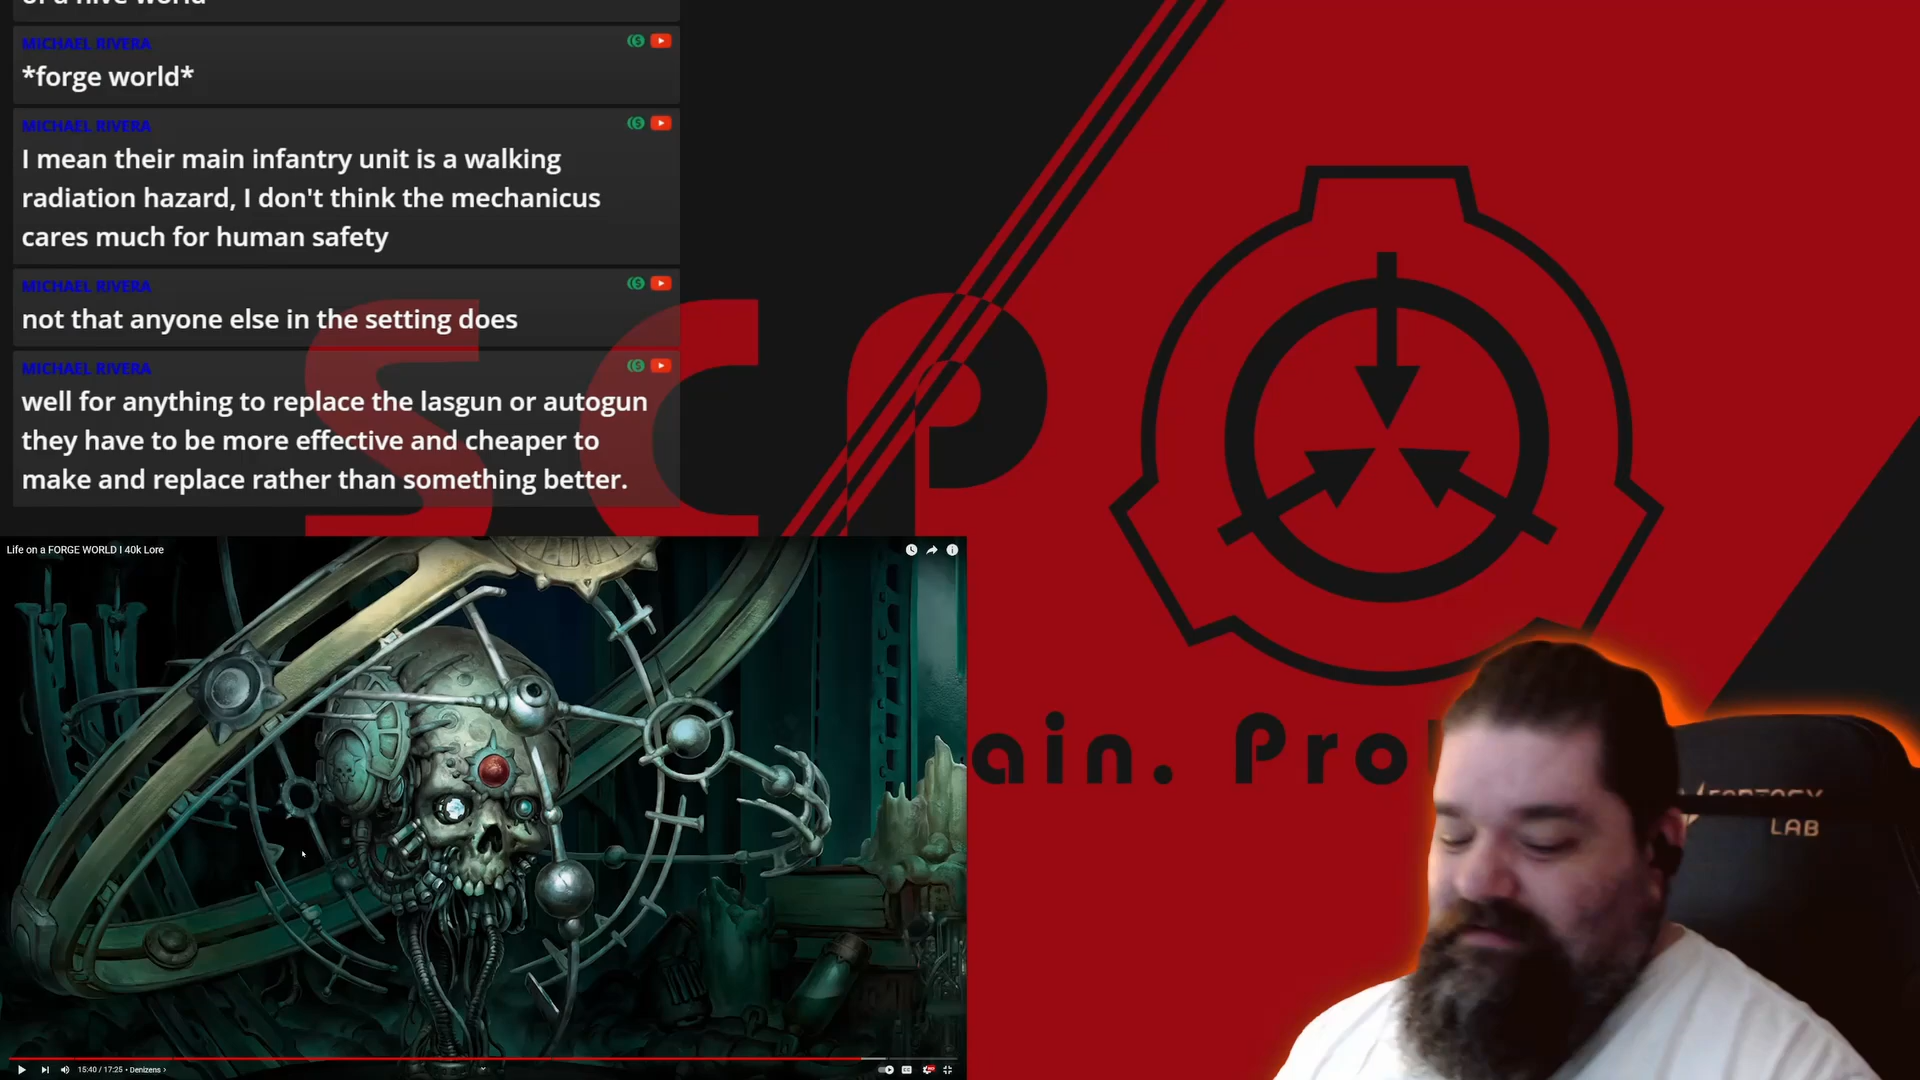 MICHAEL RIVERA
*forge world*
MICHAEL RIVERA
I mean their main infantry unit is a walking
radiation hazard, I don't think the mechanicus
cares much for human safety
MICHAEL RIVERA
not that anyone else in the setting does
MICHAEL RIVERA
well for anything to replace the lasgun or autogun
they have to be more effective and cheaper to
make and replace rather than something better.
SCP
Life on a FORGE WORLD I 40k Lore
ain. Pro
LAB
15:40 / 17:25 • Denizens ›